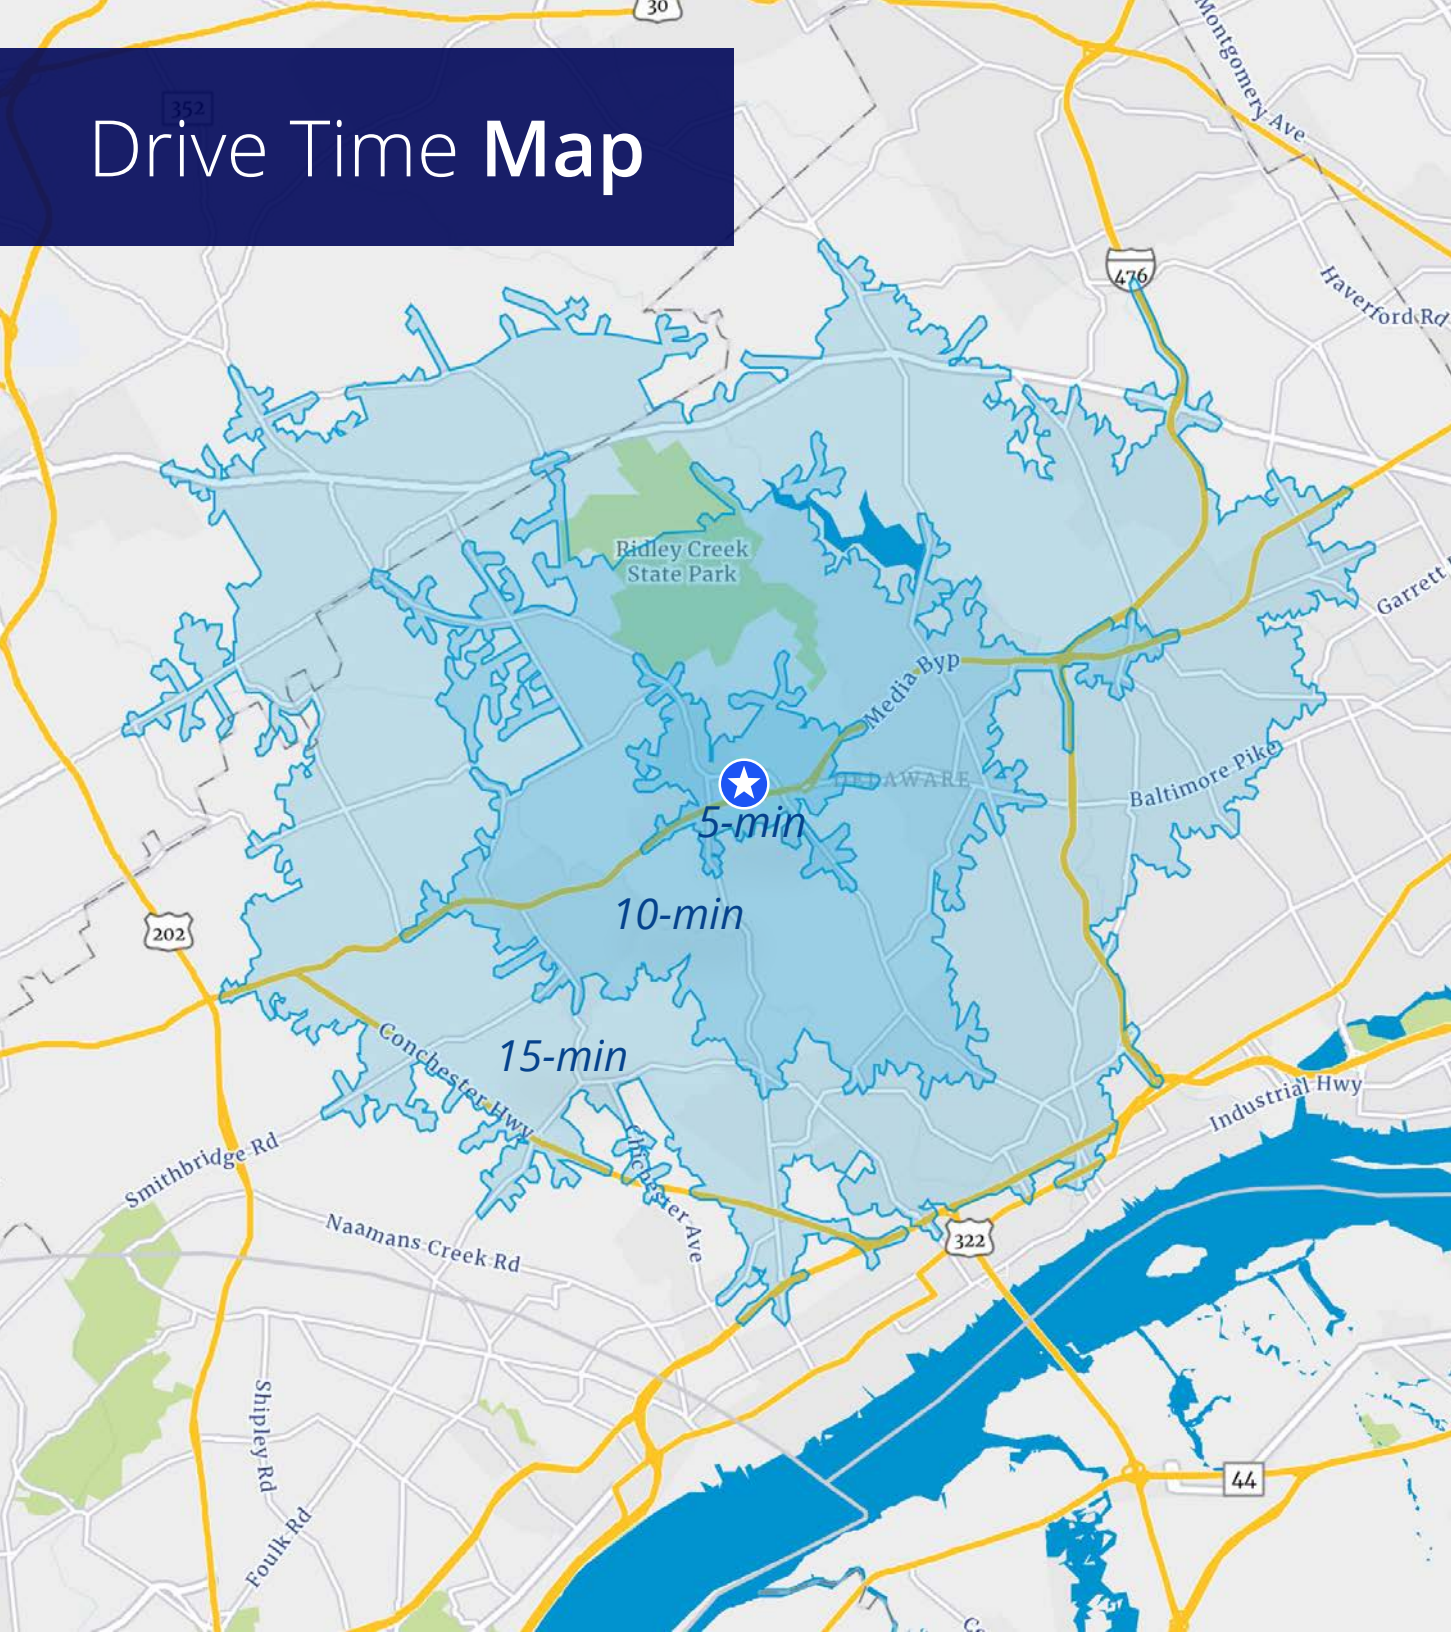 30
352
Drive Time Map
Montgomery Ave
476
Haverford Rd
Ridley Creek
State Park
Garrett
Media Byp
DELAWARE
Baltimore Pike
5-min
10-min
202
15-min
Conchester Hwy
Industrial Hwy
Smithbridge Rd
Chichester Ave
Naamans Creek Rd
322
Shipley Rd
44
Foulk Rd